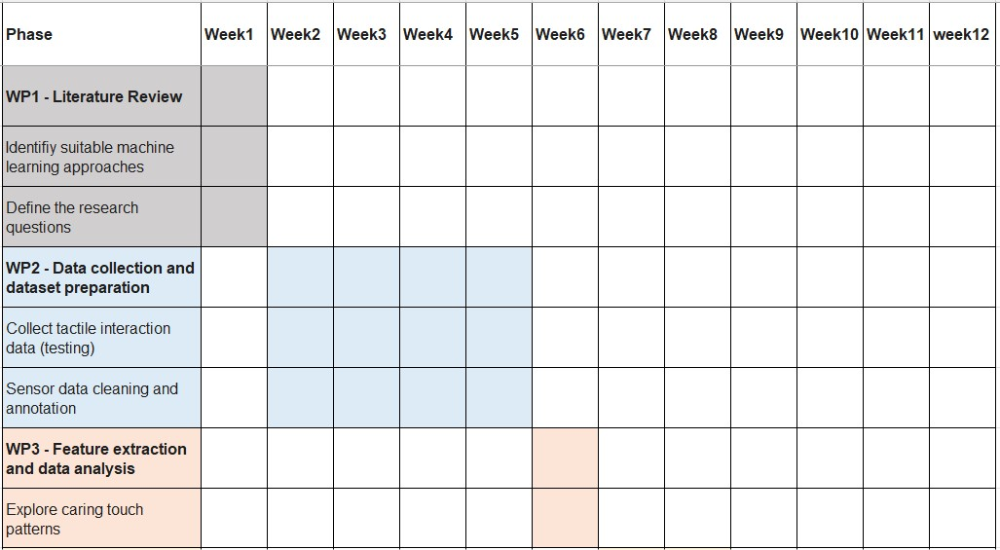 Phase Week1 Week2 Week3 Week4 Week5 Week6 Week7 Week8 Week9 Week10 Week11 week12
WP1 - Literature Review
Identifiy suitable machine
learning approaches
Define the research
questions
WP2 - Data collection and
dataset preparation
Collect tactile interaction
data (testing)
Sensor data cleaning and
annotation
WP3 - Feature extraction
and data analysis
Explore caring touch
patterns